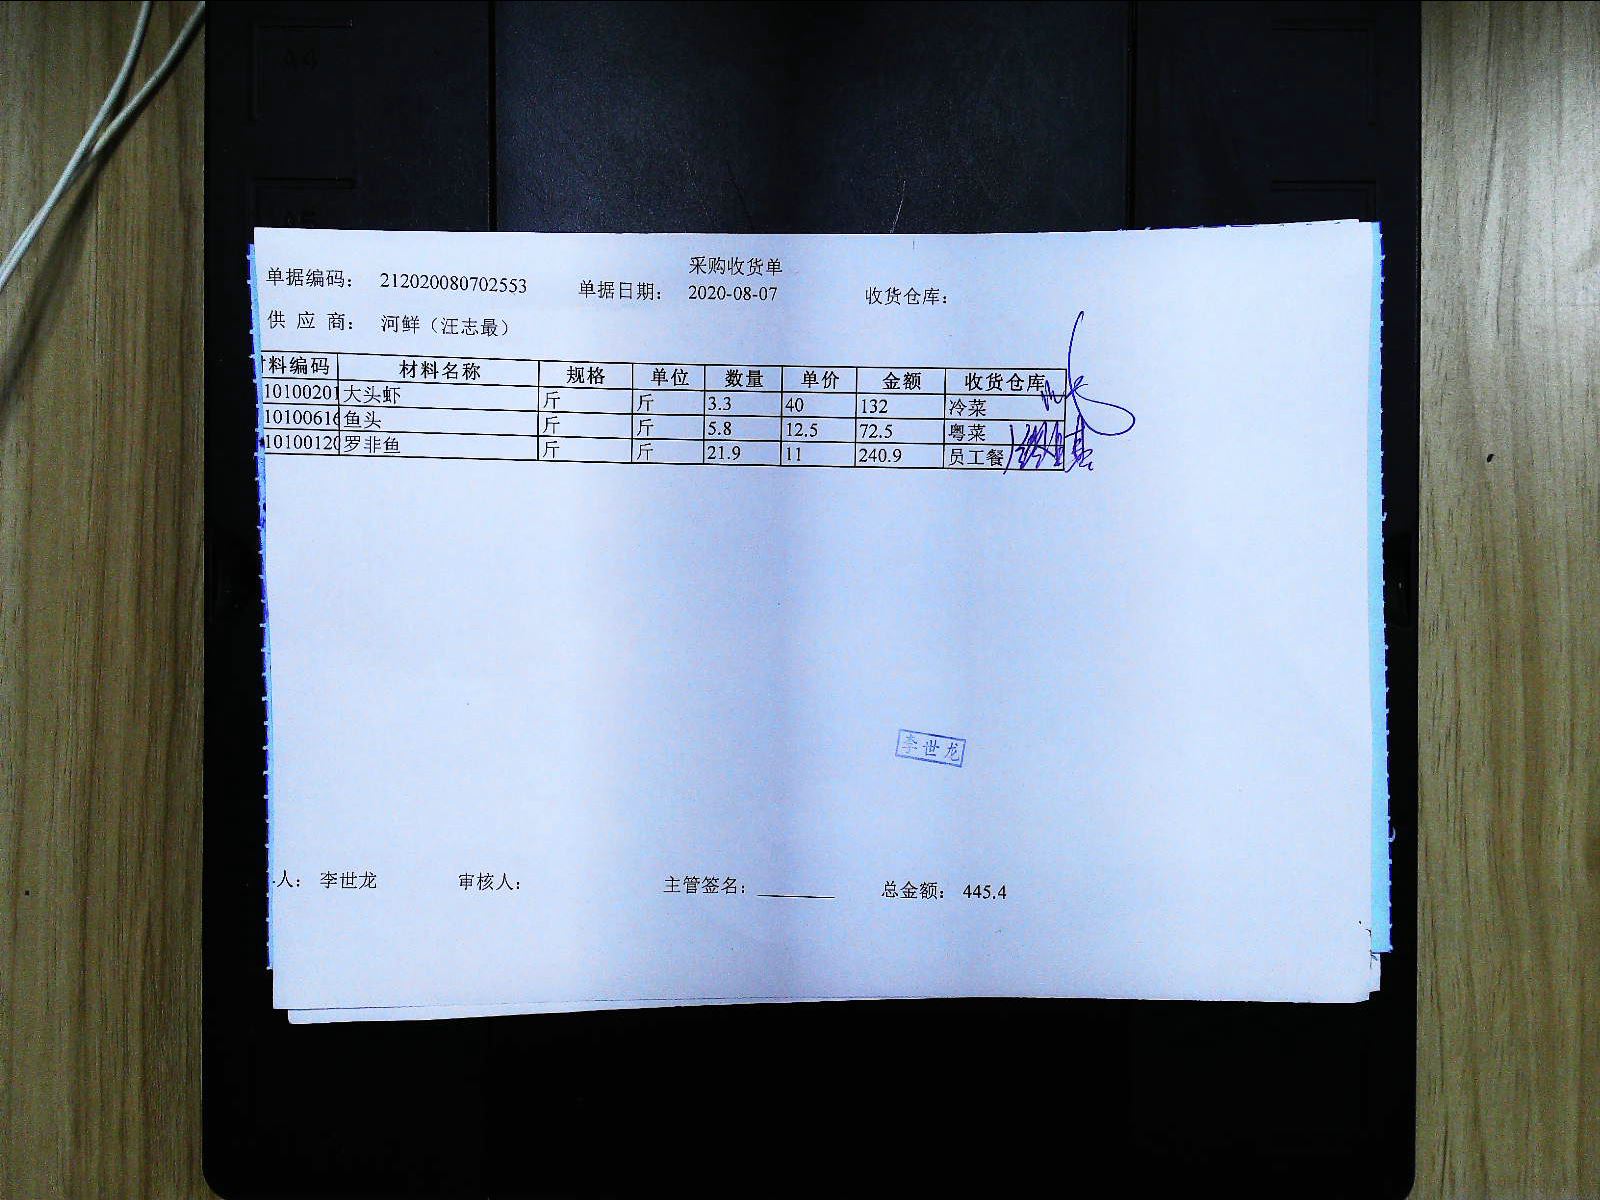 采购收货单
单据编码： 212020080702553 单据日期： 2020-08-07 收货仓库：
供 应 商： 河鲜（汪志最）
料编码 材料名称 规格 单位 数量 单价 金额 收货仓库
10100201 大头虾 斤 斤 3.3 40 132 冷菜
1010061 鱼头 斤 斤 5.8 12.5 72.5 粤菜
1010012 罗非鱼 斤 斤 21.9 11 240.9 员工餐
李世龙
人： 李世龙 审核人： 主管签名： 总金额： 445.4